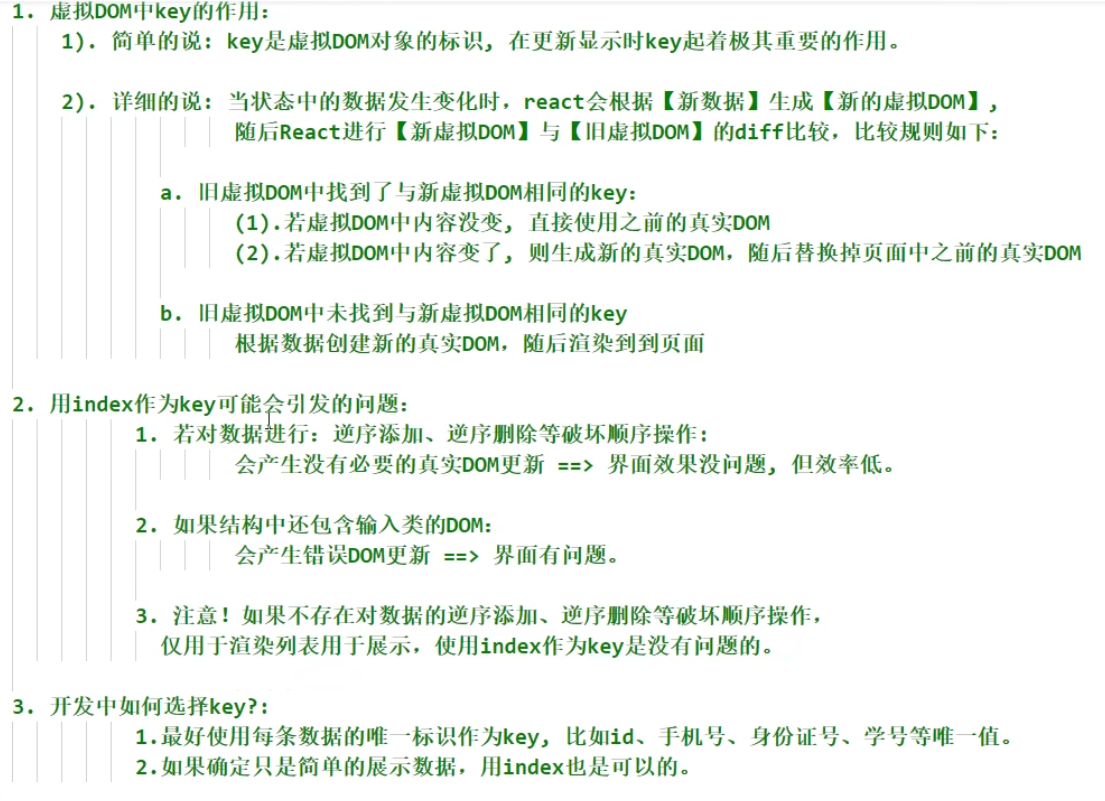 1. 虚拟DOM中key的作用:
1). 简单的说: key是虚拟DOM对象的标识, 在更新显示时key起着极其重要的作用。
2). 详细的说: 当状态中的数据发生变化时，react会根据【新数据】生成【新的虚拟DOM】,
随后React进行【新虚拟DOM】与【旧虚拟DOM】的diff比较，比较规则如下:
a. 旧虚拟DOM中找到了与新虚拟DOM相同的key:
(1).若虚拟DOM中内容没变, 直接使用之前的真实DOM
(2).若虚拟DOM中内容变了, 则生成新的真实DOM，随后替换掉页面中之前的真实DOM
b. 旧虚拟DOM中未找到与新虚拟DOM相同的key
根据数据创建新的真实DOM，随后渲染到到页面
2. 用index作为key可能会引发的问题:
1. 若对数据进行: 逆序添加、逆序删除等破坏顺序操作:
会产生没有必要的真实DOM更新 ==> 界面效果没问题, 但效率低。
2. 如果结构中还包含输入类的DOM:
会产生错误DOM更新 ==> 界面有问题。
3. 注意! 如果不存在对数据的逆序添加、逆序删除等破坏顺序操作,
仅用于渲染列表用于展示，使用index作为key是没有问题的。
3. 开发中如何选择key?:
1.最好使用每条数据的唯一标识作为key, 比如id、手机号、身份证号、学号等唯一值。
2.如果确定只是简单的展示数据，用index也是可以的。